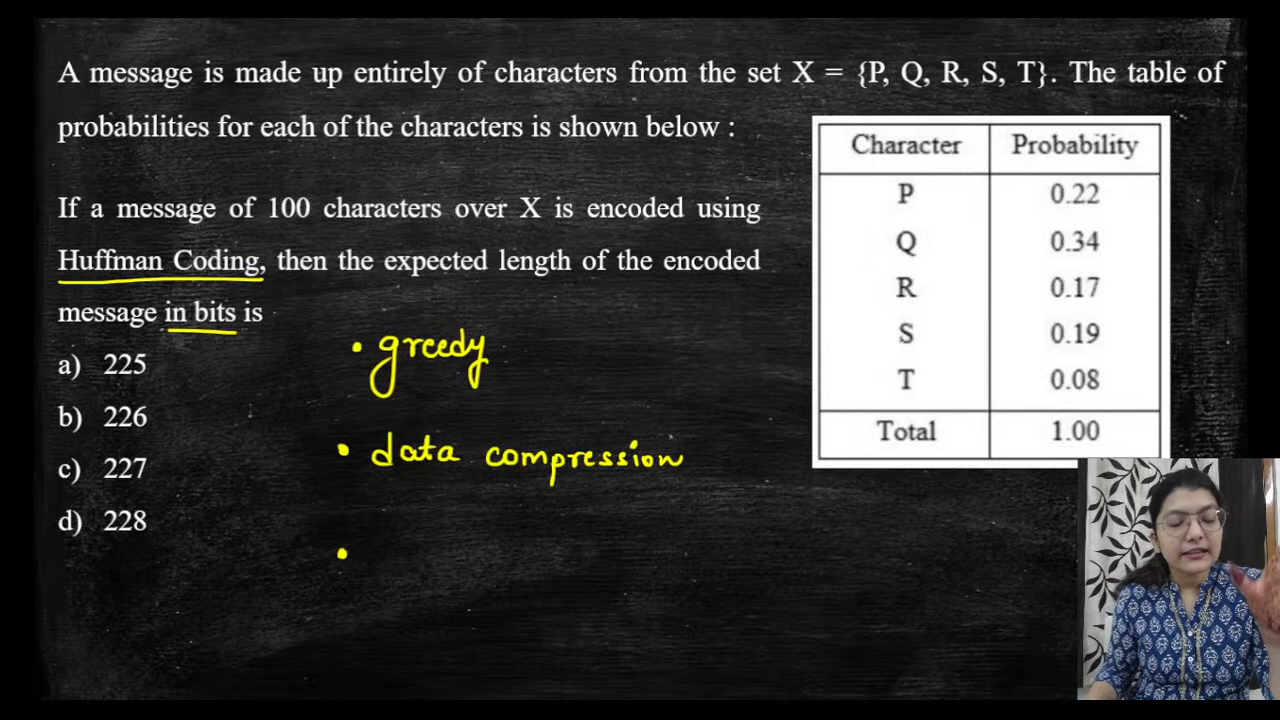 A message is made up entirely of characters from the set X = {P, Q, R, S, T}. The table of
probabilities for each of the characters is shown below :
If a message of 100 characters over X is encoded using
Huffman Coding, then the expected length of the encoded
message in bits is
a) 225
b) 226
c) 227
d) 228
• greedy
• data compression
•
Character Probability
P 0.22
Q 0.34
R 0.17
S 0.19
T 0.08
Total 1.00